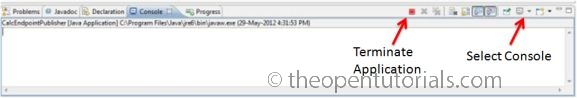 Problems @ Javadoc Declaration Console Progress
CalcEndpointPublisher [Java Application] C:\Program Files\Java\jre6\bin\javaw.exe (29-May-2012 4:31:53 PM)
Terminate
Application
Select Console
© theopentutorials.com